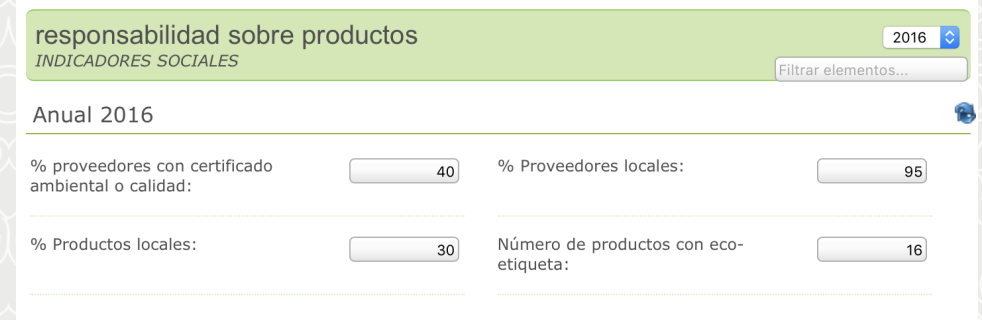 responsabilidad sobre productos
2016
INDICADORES SOCIALES
Filtrar elementos...
Anual 2016
% proveedores con certificado
ambiental o calidad:
40
% Proveedores locales:
95
% Productos locales:
30
Número de productos con eco-
etiqueta:
16